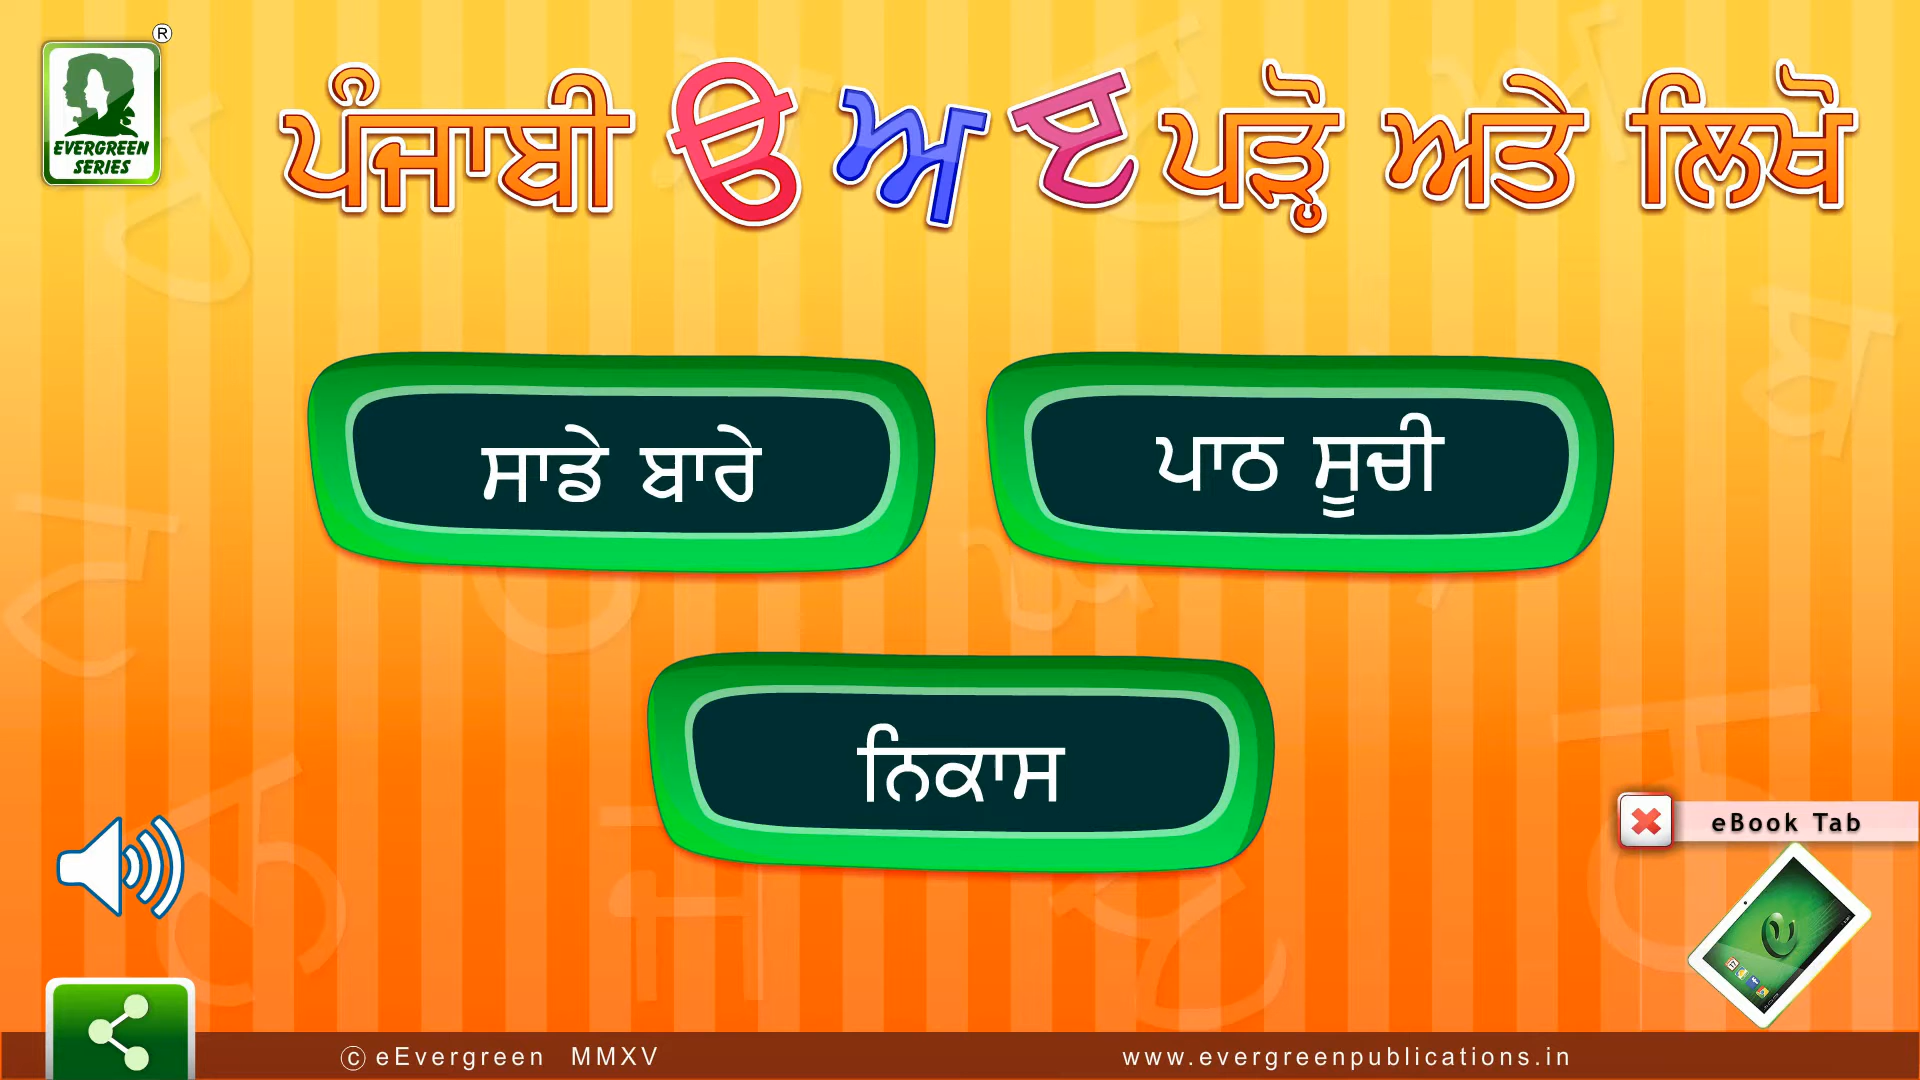 ®
EVERGREEN
SERIES
ਪੰਜਾਬੀ ੳ ਅ ੲ ਪੜੋ੍ ਅਤੇ ਲਿਖੋ
ਸਾਡੇ ਬਾਰੇ
ਪਾਠ ਸੂਚੀ
ਨਿਕਾਸ
eBook Tab
© eEvergreen MMXV
www.evergreenpublications.in